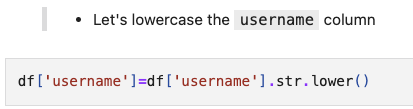 • Let's lowercase the username column
df['username']=df['username'].str.lower()